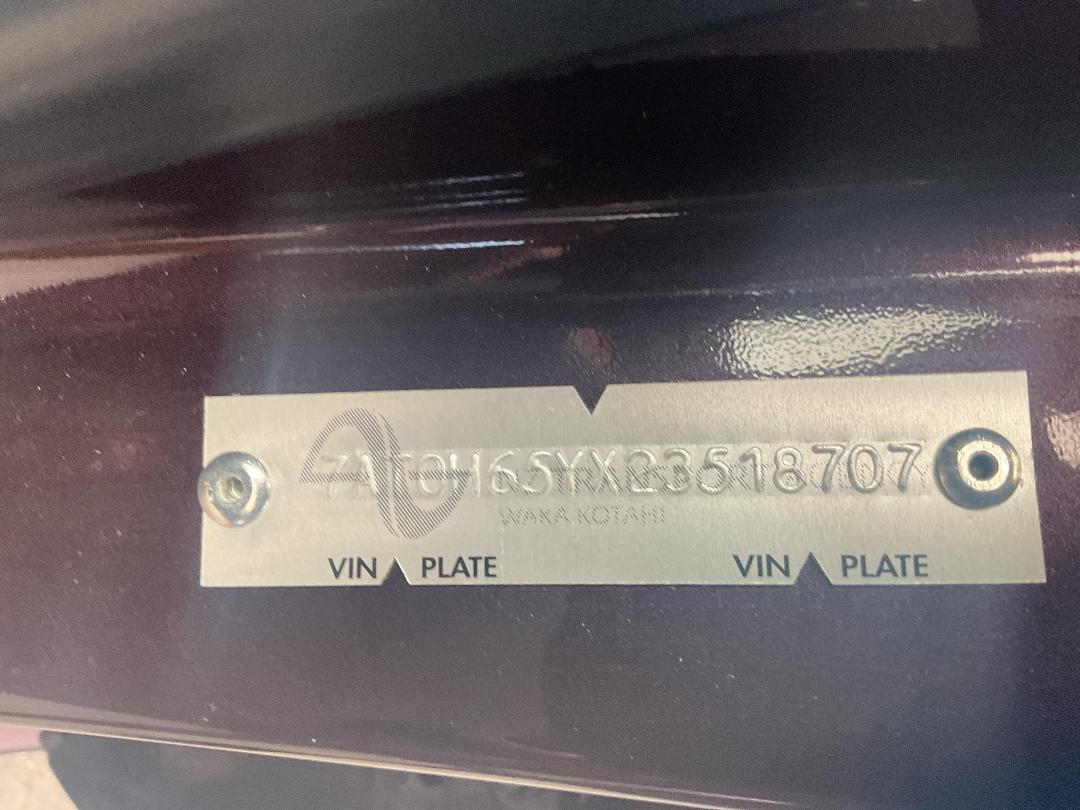 7AT0H65YX23518707
WAKA KOTAHI
VIN PLATE VIN PLATE